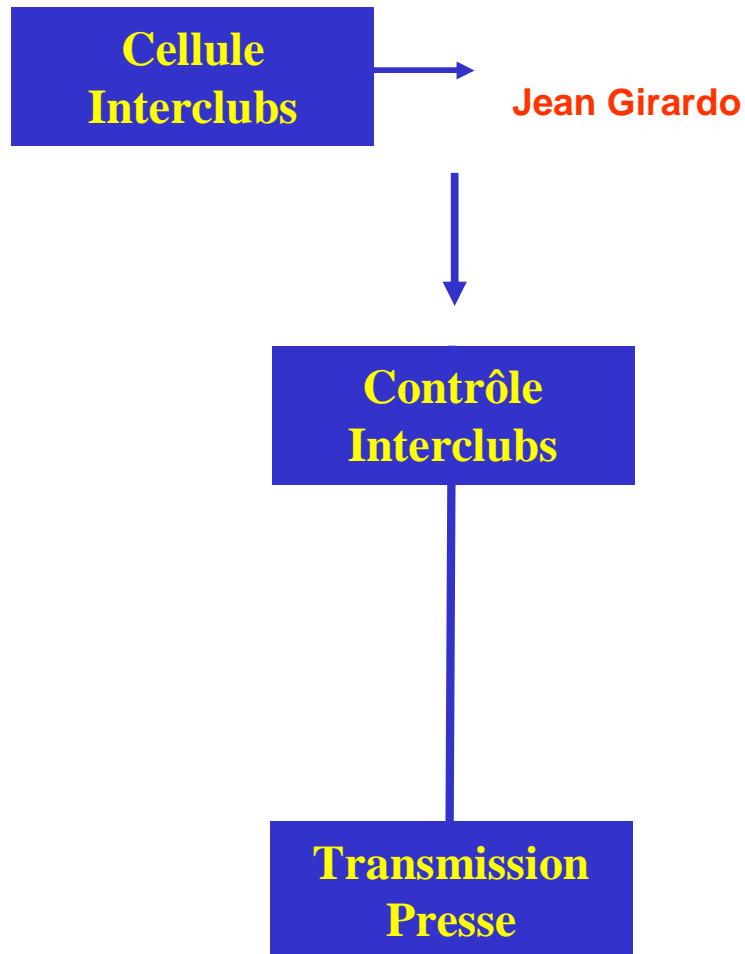 Cellule
Interclubs
Jean Girardo
Contrôle
Interclubs
Transmission
Presse